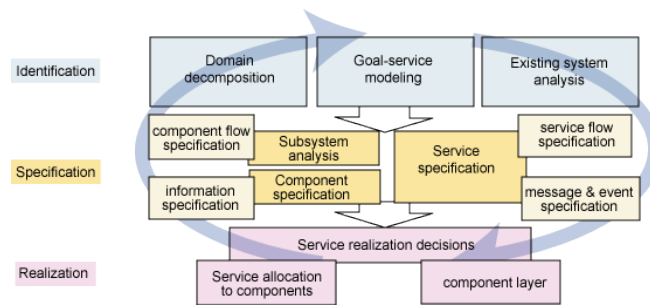 Identification
Domain
decomposition
Goal-service
modeling
Existing system
analysis
Specification
component flow
specification
Subsystem
analysis
Service
specification
service flow
specification
information
specification
Component
specification
message & event
specification
Realization
Service realization decisions
Service allocation
to components
component layer